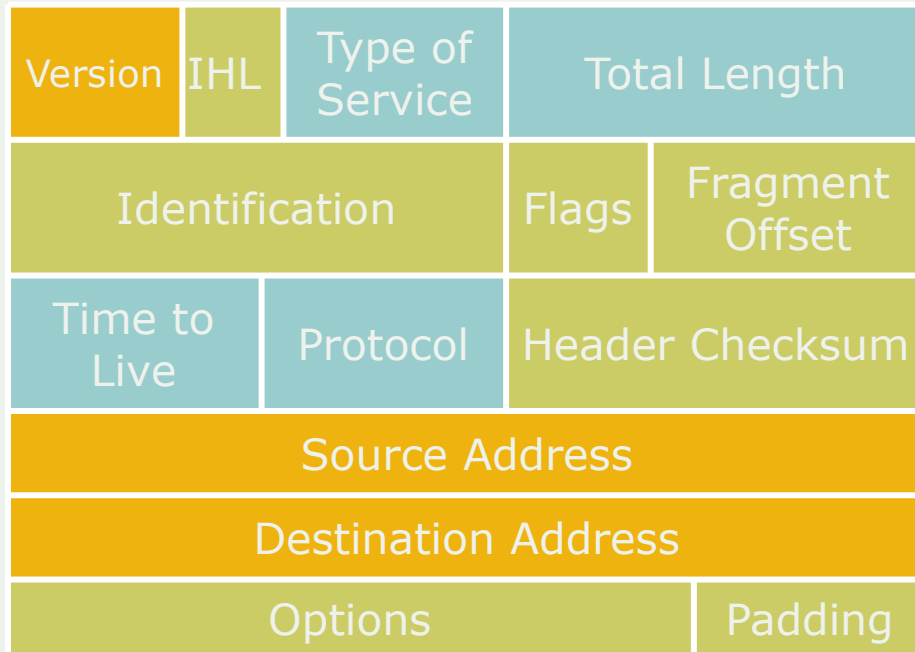 Version
IHL
Type of
Service
Total Length
Identification
Flags
Fragment
Offset
Time to
Live
Protocol
Header Checksum
Source Address
Destination Address
Options
Padding